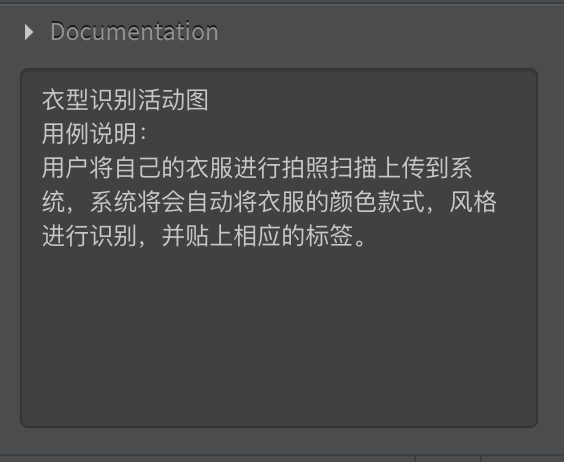 Documentation
衣型识别活动图
用例说明：
用户将自己的衣服进行拍照扫描上传到系
统，系统将会自动将衣服的颜色款式，风格
进行识别，并贴上相应的标签。